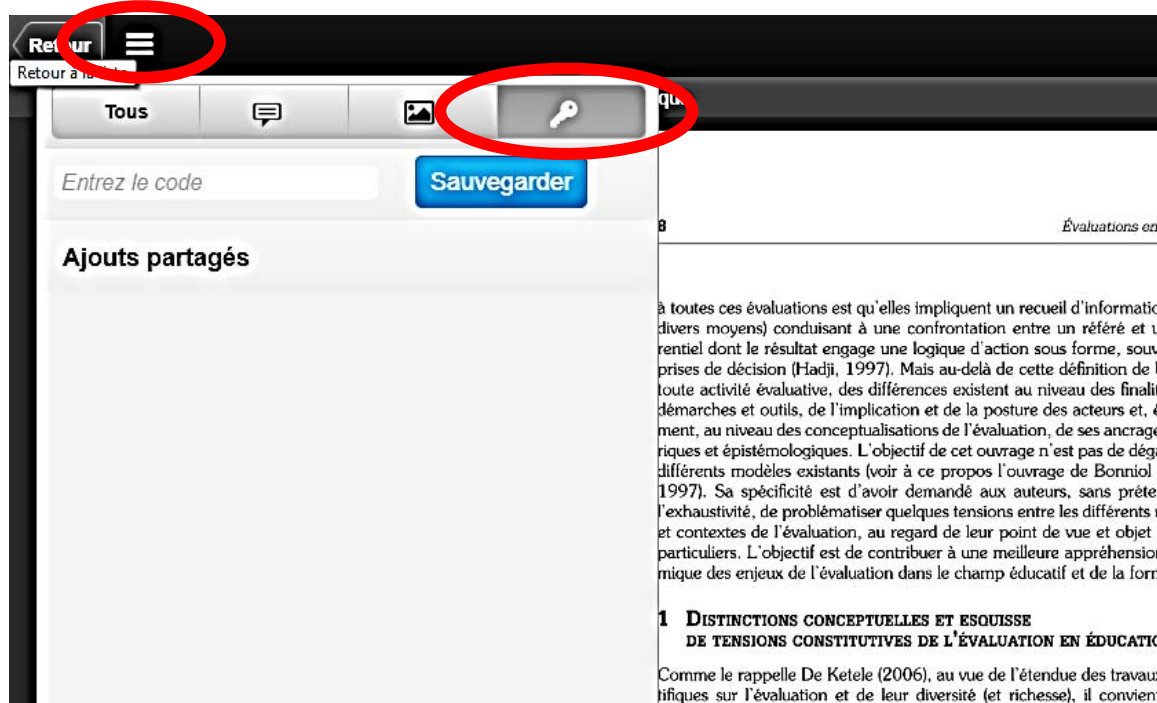 Retour
Retour à la liste
Tous
que
Entrez le code
Sauvegarder
Ajouts partagés
8
Évaluations en
à toutes ces évaluations est qu'elles impliquent un recueil d'informatio
divers moyens) conduisant à une confrontation entre un référé et u
rentiel dont le résultat engage une logique d'action sous forme, souv
prises de décision (Hadji, 1997). Mais au-delà de cette définition de
toute activité évaluative, des différences existent au niveau des finali
démarches et outils, de l'implication et de la posture des acteurs et, é
ment, au niveau des conceptualisations de l'évaluation, de ses ancrage
riques et épistémologiques. L'objectif de cet ouvrage n'est pas de dég
différents modèles existants (voir à ce propos l'ouvrage de Bonniol
1997). Sa spécificité est d'avoir demandé aux auteurs, sans préte
l'exhaustivité, de problématiser quelques tensions entre les différents
et contextes de l'évaluation, au regard de leur point de vue et objet
particuliers. L'objectif est de contribuer à une meilleure appréhension
mique des enjeux de l'évaluation dans le champ éducatif et de la form
1 DISTINCTIONS CONCEPTUELLES ET ESQUISSE
DE TENSIONS CONSTITUTIVES DE L'ÉVALUATION EN ÉDUCATIO
Comme le rappelle De Ketele (2006), au vue de l'étendue des travaux
tifiques sur l'évaluation et de leur diversité (et richesse), il convient